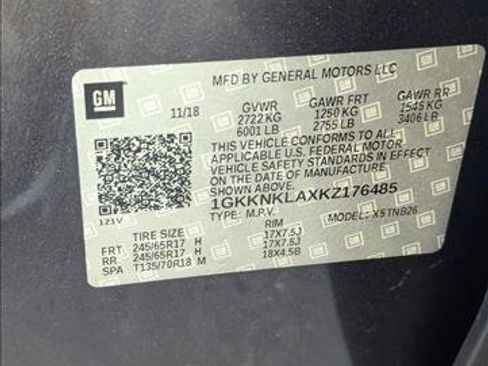 MFD BY GENERAL MOTORS LLC
GM
11/18
GVWR GAWR FRT GAWR RR
2722 KG 1250 KG 1545 KG
6001 LB 2755 LB 3406 LB
THIS VEHICLE CONFORMS TO ALL
APPLICABLE U.S. FEDERAL MOTOR
VEHICLE SAFETY STANDARDS IN EFFECT
ON THE DATE OF MANUFACTURE
SHOWN ABOVE.
1GKKNKLAXKZ176485
TYPE: M.P.V. MODEL: X5TNB26
121V
TIRE SIZE RIM
FRT 245/65R17 H 17X7.5J
RR 245/65R17 H 17X7.5J
SPA T135/70R18 M 18X4.5B